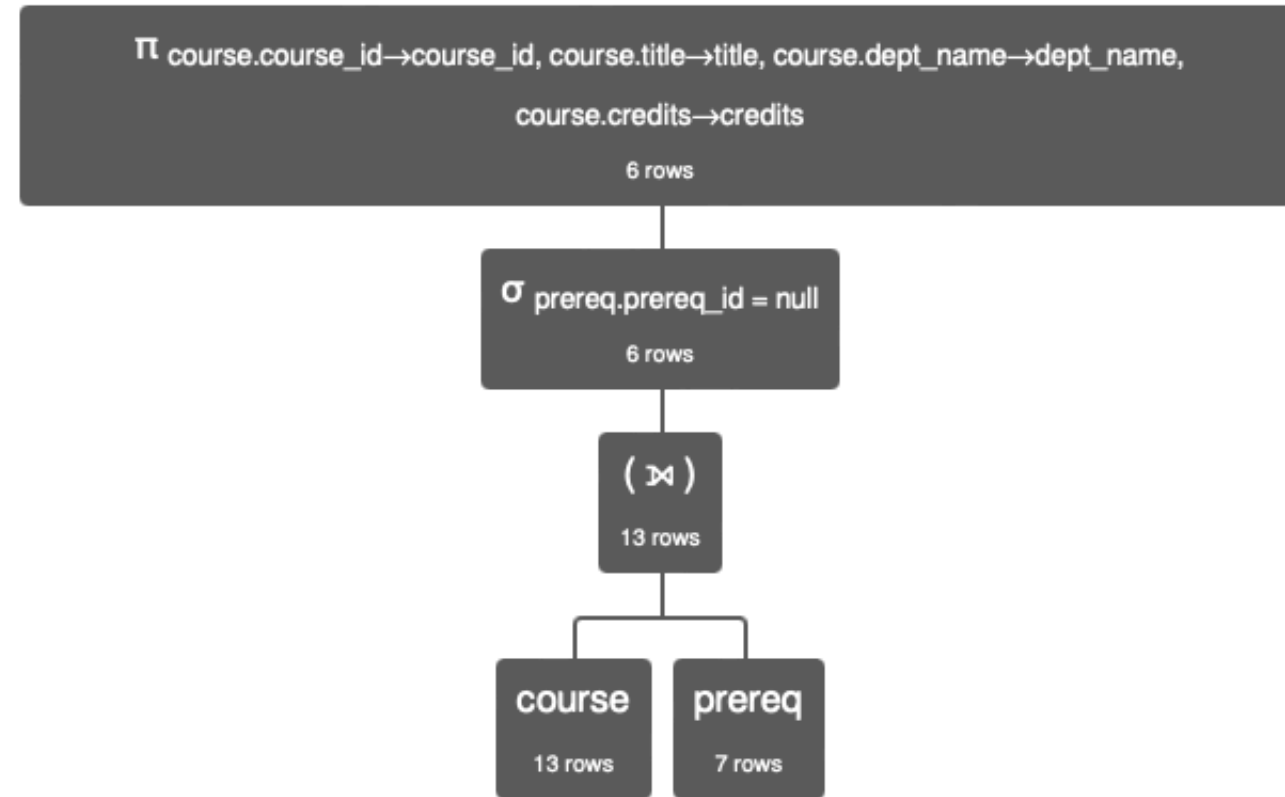 π course.course_id→course_id, course.title→title, course.dept_name→dept_name,
course.credits→credits
6 rows
σ prereq.prereq_id = null
6 rows
( ⟕ )
13 rows
course
13 rows
prereq
7 rows